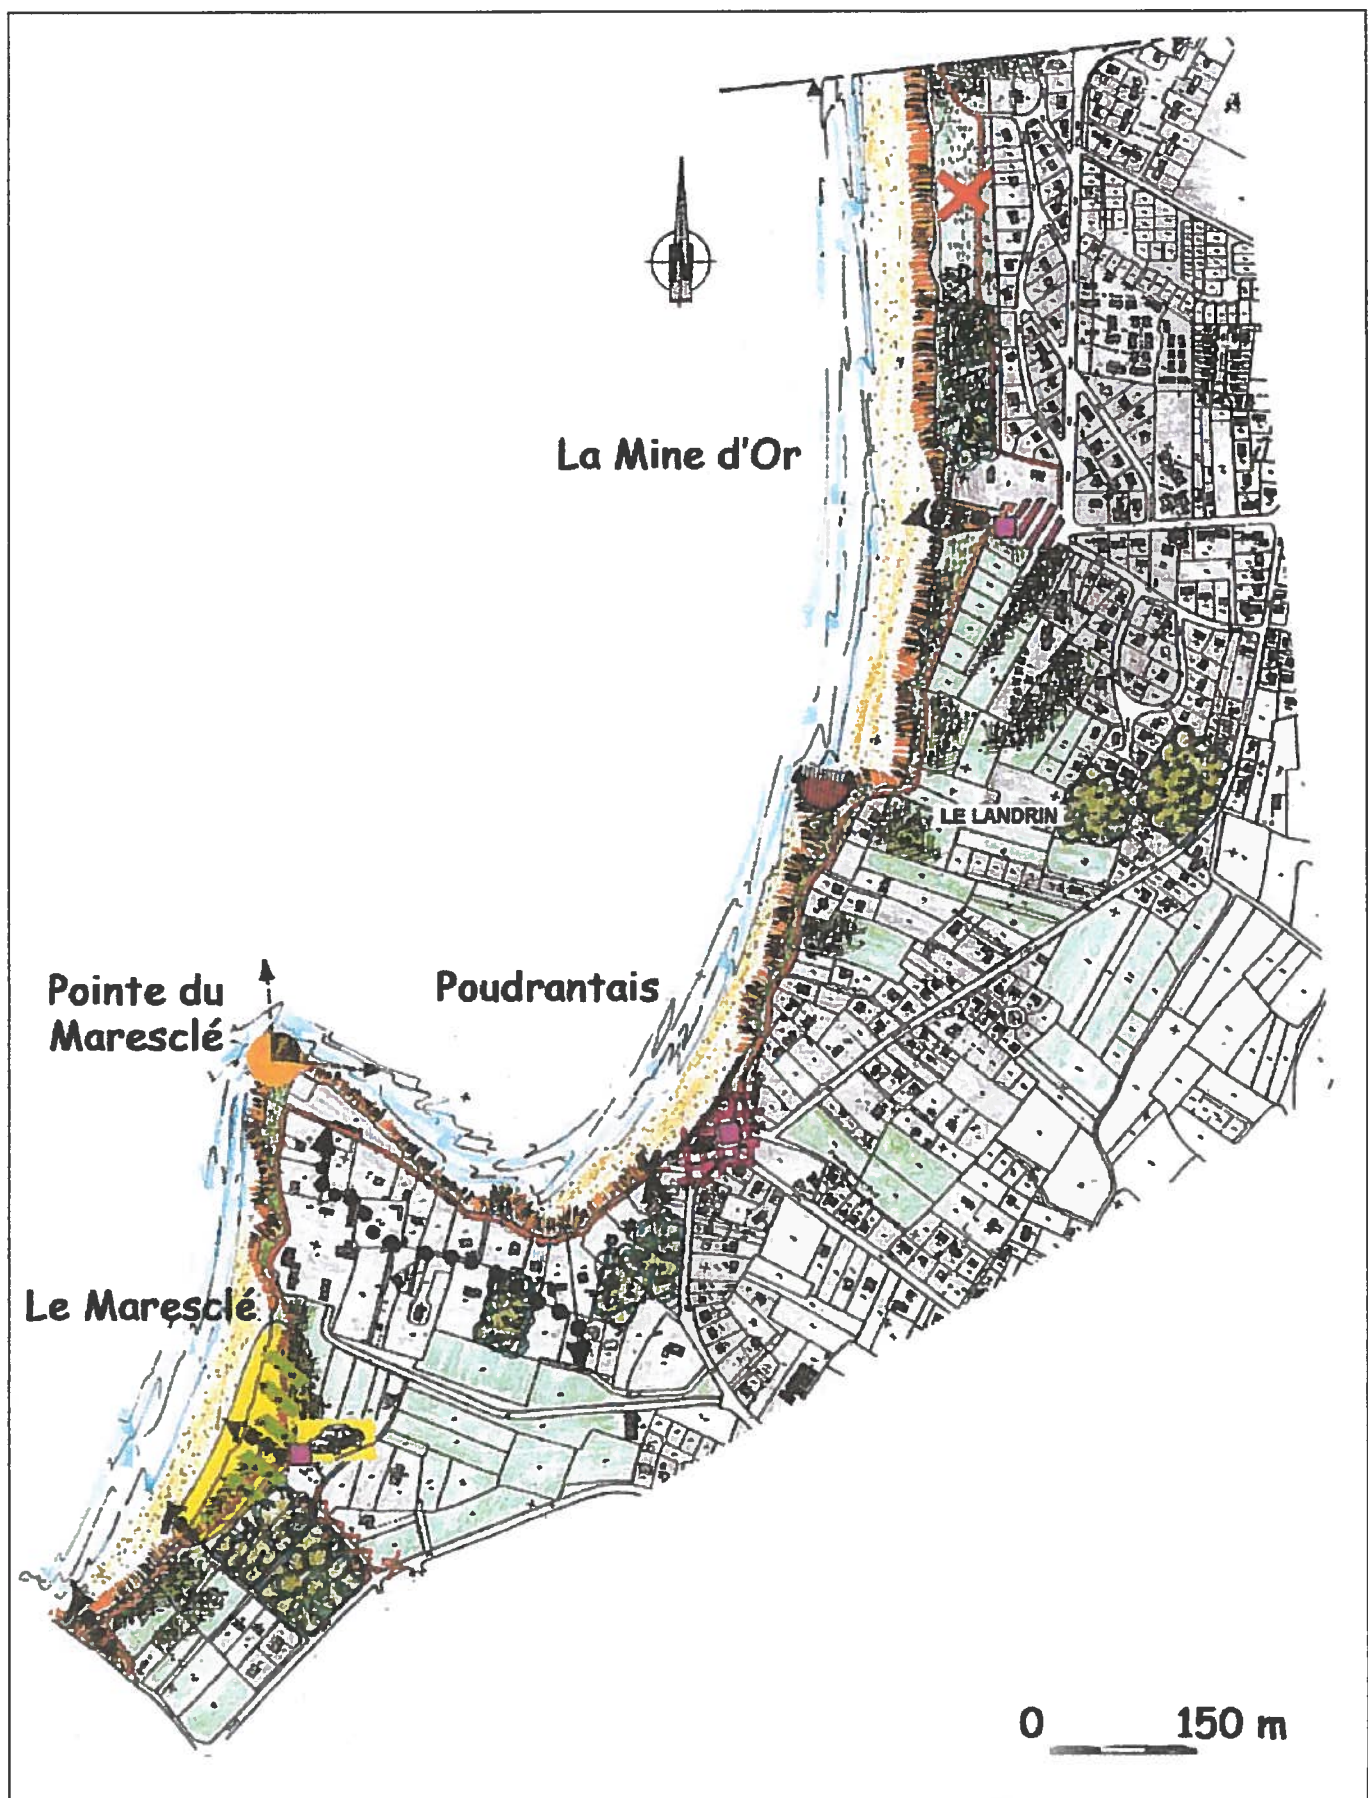 La Mine d'Or
LE LANDRIN
Pointe du
Maresclé
Poudrantais
Le Maresclé
0 150 m